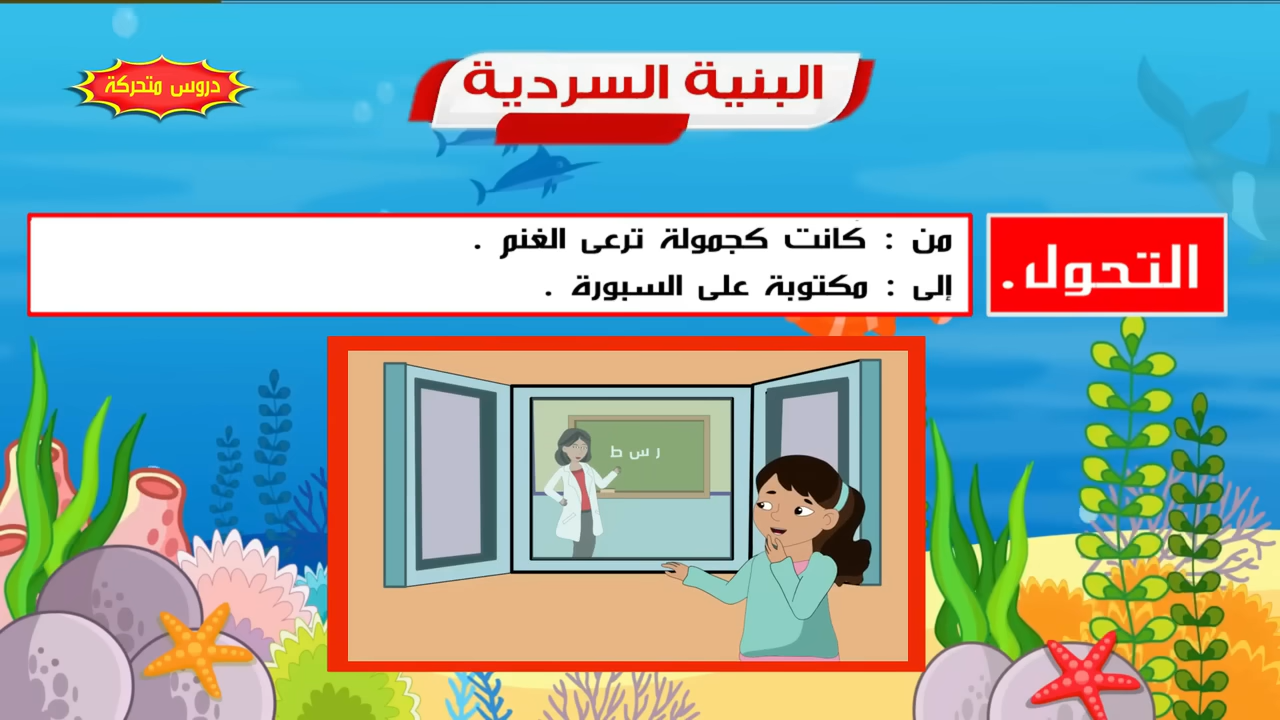 دروس متحركة
البنية السردية
التحول.
من : كانت كجمولة ترعى الغنم .
إلى : مكتوبة على السبورة .
ر س ط